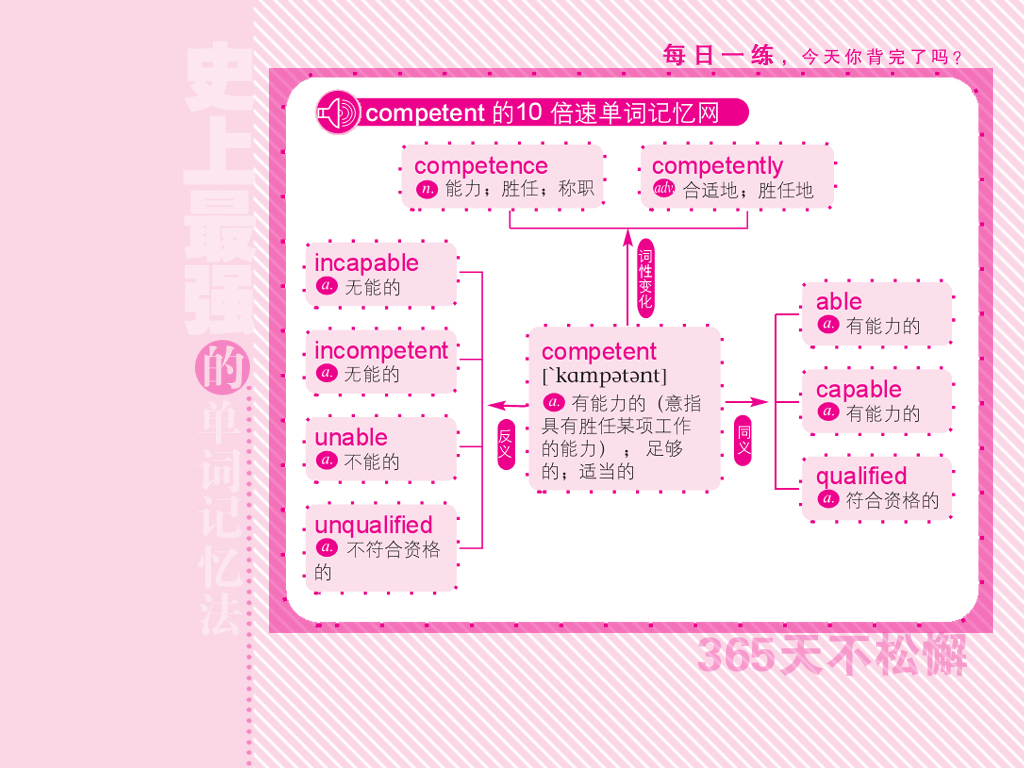 每日一练，今天你背完了吗？
史上最强的单词记忆法
competent 的10 倍速单词记忆网
competence
n. 能力；胜任；称职
competently
adv. 合适地；胜任地
词性变化
incapable
a. 无能的
incompetent
a. 无能的
unable
a. 不能的
unqualified
a. 不符合资格
的
反义
competent
[ˋkɑmpətənt]
a. 有能力的（意指
具有胜任某项工作
的能力）；足够
的；适当的
同义
able
a. 有能力的
capable
a. 有能力的
qualified
a. 符合资格的
365天不松懈